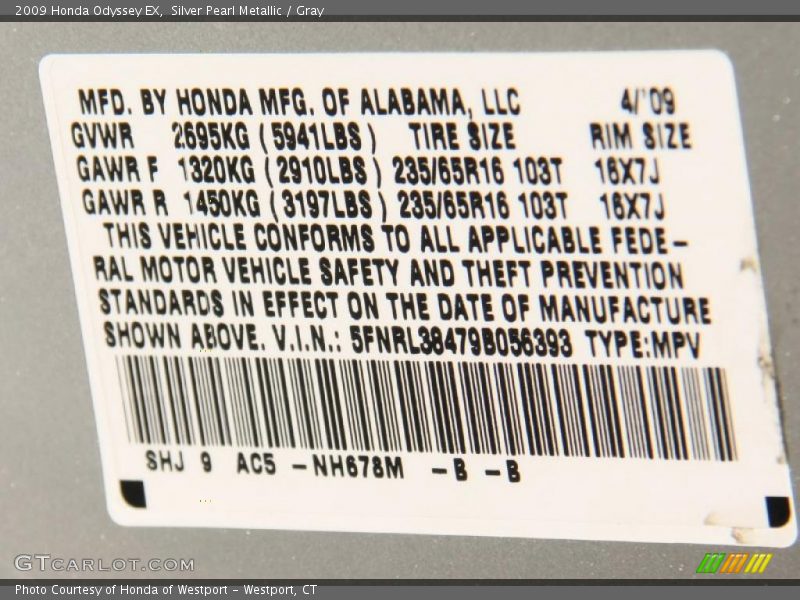 2009 Honda Odyssey EX, Silver Pearl Metallic / Gray
MFD. BY HONDA MFG. OF ALABAMA, LLC 4/'09
GVWR 2695KG (5941LBS) TIRE SIZE RIM SIZE
GAWR F 1320KG (2910LBS) 235/65R16 103T 16X7J
GAWR R 1450KG (3197LBS) 235/65R16 103T 16X7J
THIS VEHICLE CONFORMS TO ALL APPLICABLE FEDE-
RAL MOTOR VEHICLE SAFETY AND THEFT PREVENTION
STANDARDS IN EFFECT ON THE DATE OF MANUFACTURE
SHOWN ABOVE. V.I.N.: 5FNRL38479B056393 TYPE:MPV
SHJ 9 AC5 -NH678M -B -B
GTCARLOT.COM
Photo Courtesy of Honda of Westport - Westport, CT